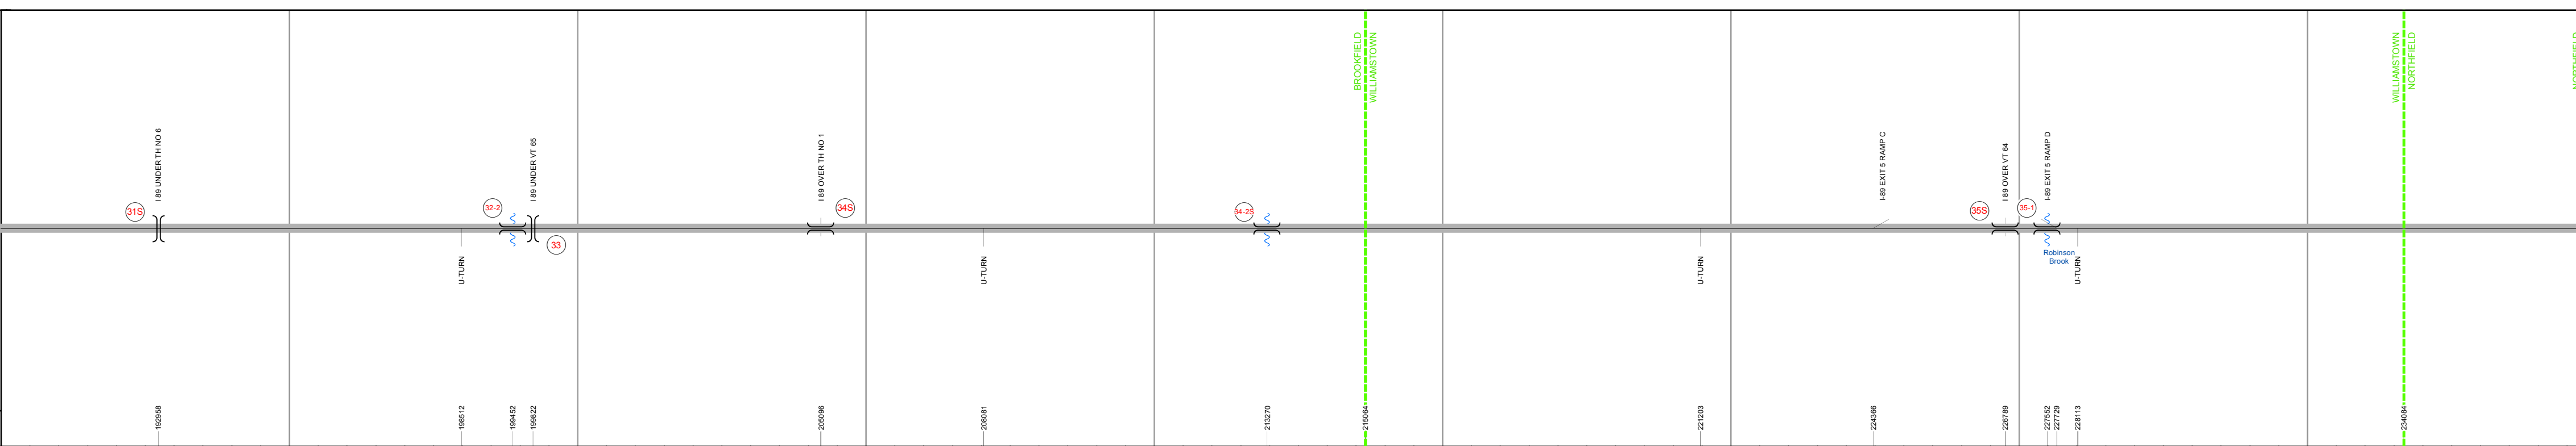 BROOKFIELD
WILLIAMSTOWN
WILLIAMSTOWN
NORTHFIELD
NORTHFIELD
I 89 UNDER TH NO 6
I 89 UNDER VT 65
I 89 OVER TH NO 1
I-89 EXIT 5 RAMP C
I 89 OVER VT 64
I-89 EXIT 5 RAMP D
31S
32-2
33
34S
34-2S
35S
35-1
Robinson
Brook
U-TURN
U-TURN
U-TURN
U-TURN
192958
198512
199452
199822
205096
208081
213270
215064
221203
224366
226789
227552
227729
228113
234084